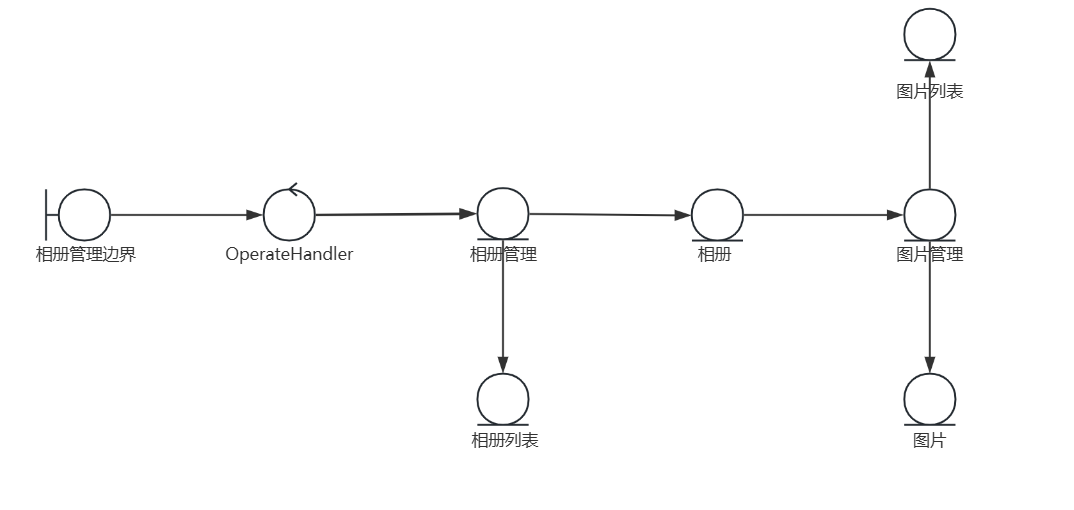 图片列表
相册管理边界
OperateHandler
相册管理
相册
图片管理
相册列表
图片